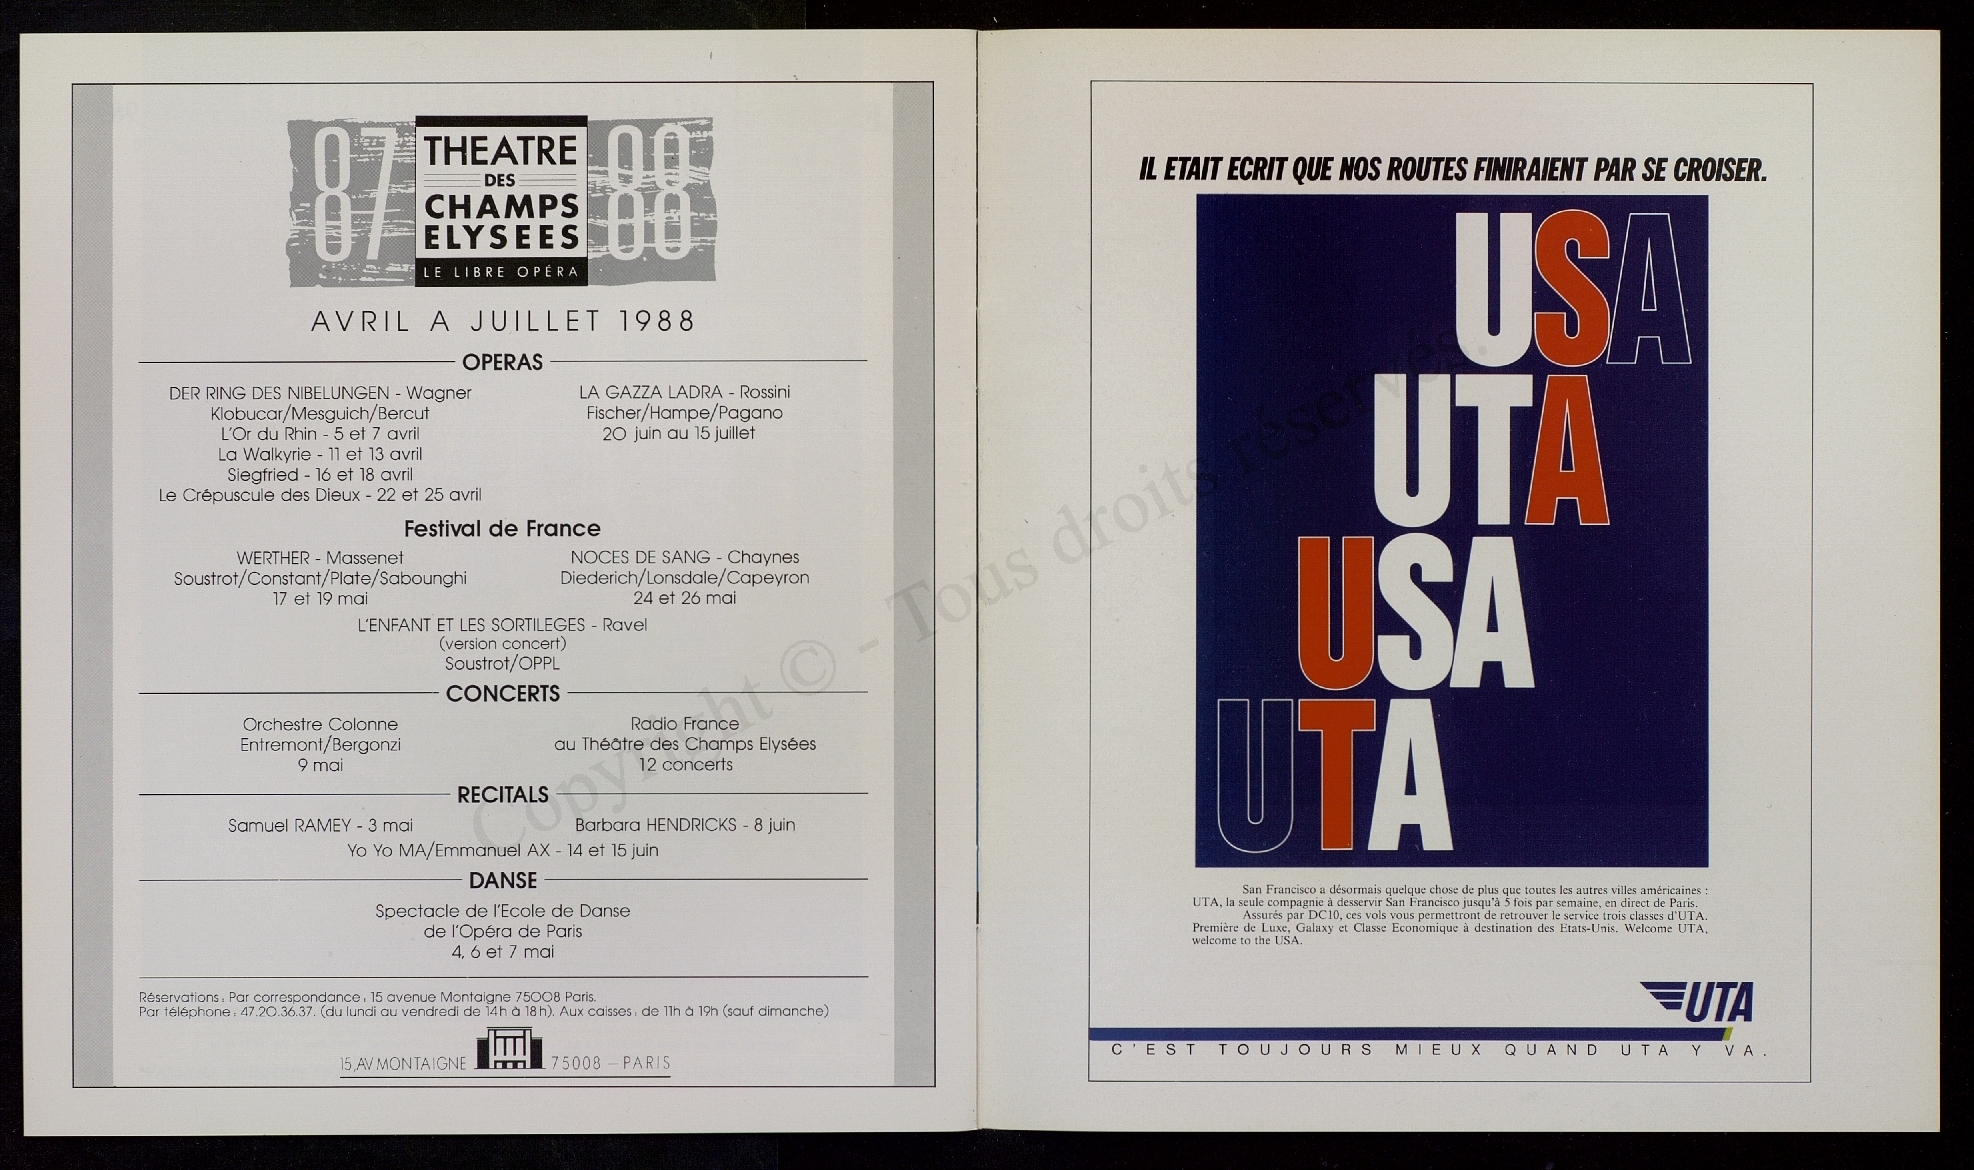 87
88
THEATRE
DES
CHAMPS
ELYSEES
LE LIBRE OPÉRA
AVRIL A JUILLET 1988
OPERAS
DER RING DES NIBELUNGEN - Wagner
Klobucar/Mesguich/Bercut
L'Or du Rhin - 5 et 7 avril
La Walkyrie - 11 et 13 avril
Siegfried - 16 et 18 avril
Le Crépuscule des Dieux - 22 et 25 avril
LA GAZZA LADRA - Rossini
Fischer/Hampe/Pagano
20 juin au 15 juillet
Festival de France
WERTHER - Massenet
Soustrot/Constant/Plate/Sabounghi
17 et 19 mai
NOCES DE SANG - Chaynes
Diederich/Lonsdale/Capeyron
24 et 26 mai
L'ENFANT ET LES SORTILEGES - Ravel
(version concert)
Soustrot/OPPL
CONCERTS
Orchestre Colonne
Entremont/Bergonzi
9 mai
Radio France
au Théâtre des Champs Elysées
12 concerts
RECITALS
Samuel RAMEY - 3 mai
Barbara HENDRICKS - 8 juin
Yo Yo MA/Emmanuel AX - 14 et 15 juin
DANSE
Spectacle de l'Ecole de Danse
de l'Opéra de Paris
4, 6 et 7 mai
Réservations : Par correspondance : 15 avenue Montaigne 75008 Paris.
Par téléphone : 47.20.36.37. (du lundi au vendredi de 14h à 18h). Aux caisses : de 11h à 19h (sauf dimanche)
15, AV MONTAIGNE 75008 - PARIS
IL ETAIT ECRIT QUE NOS ROUTES FINIRAIENT PAR SE CROISER.
USA
UTA
USA
UTA
San Francisco a désormais quelque chose de plus que toutes les autres villes américaines :
UTA, la seule compagnie à desservir San Francisco jusqu'à 5 fois par semaine, en direct de Paris.
Assurés par DC10, ces vols vous permettront de retrouver le service trois classes d'UTA.
Première de Luxe, Galaxy et Classe Economique à destination des Etats-Unis. Welcome UTA,
welcome to the USA.
UTA
C'EST TOUJOURS MIEUX QUAND UTA Y VA.
Copyright © - Tous droits réservés.